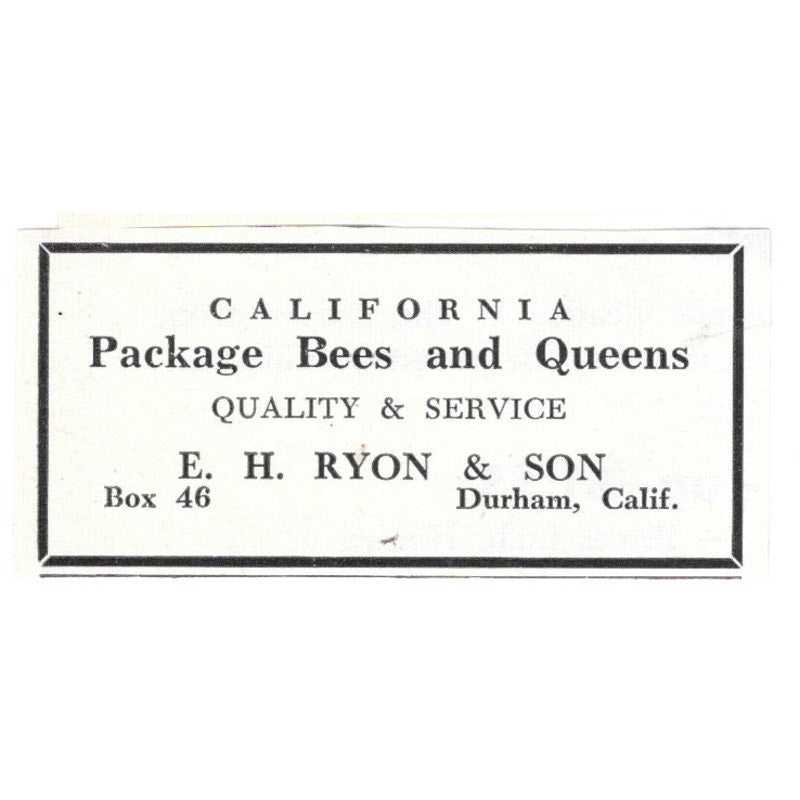 CALIFORNIA
Package Bees and Queens
QUALITY & SERVICE
E. H. RYON & SON
Box 46 Durham, Calif.